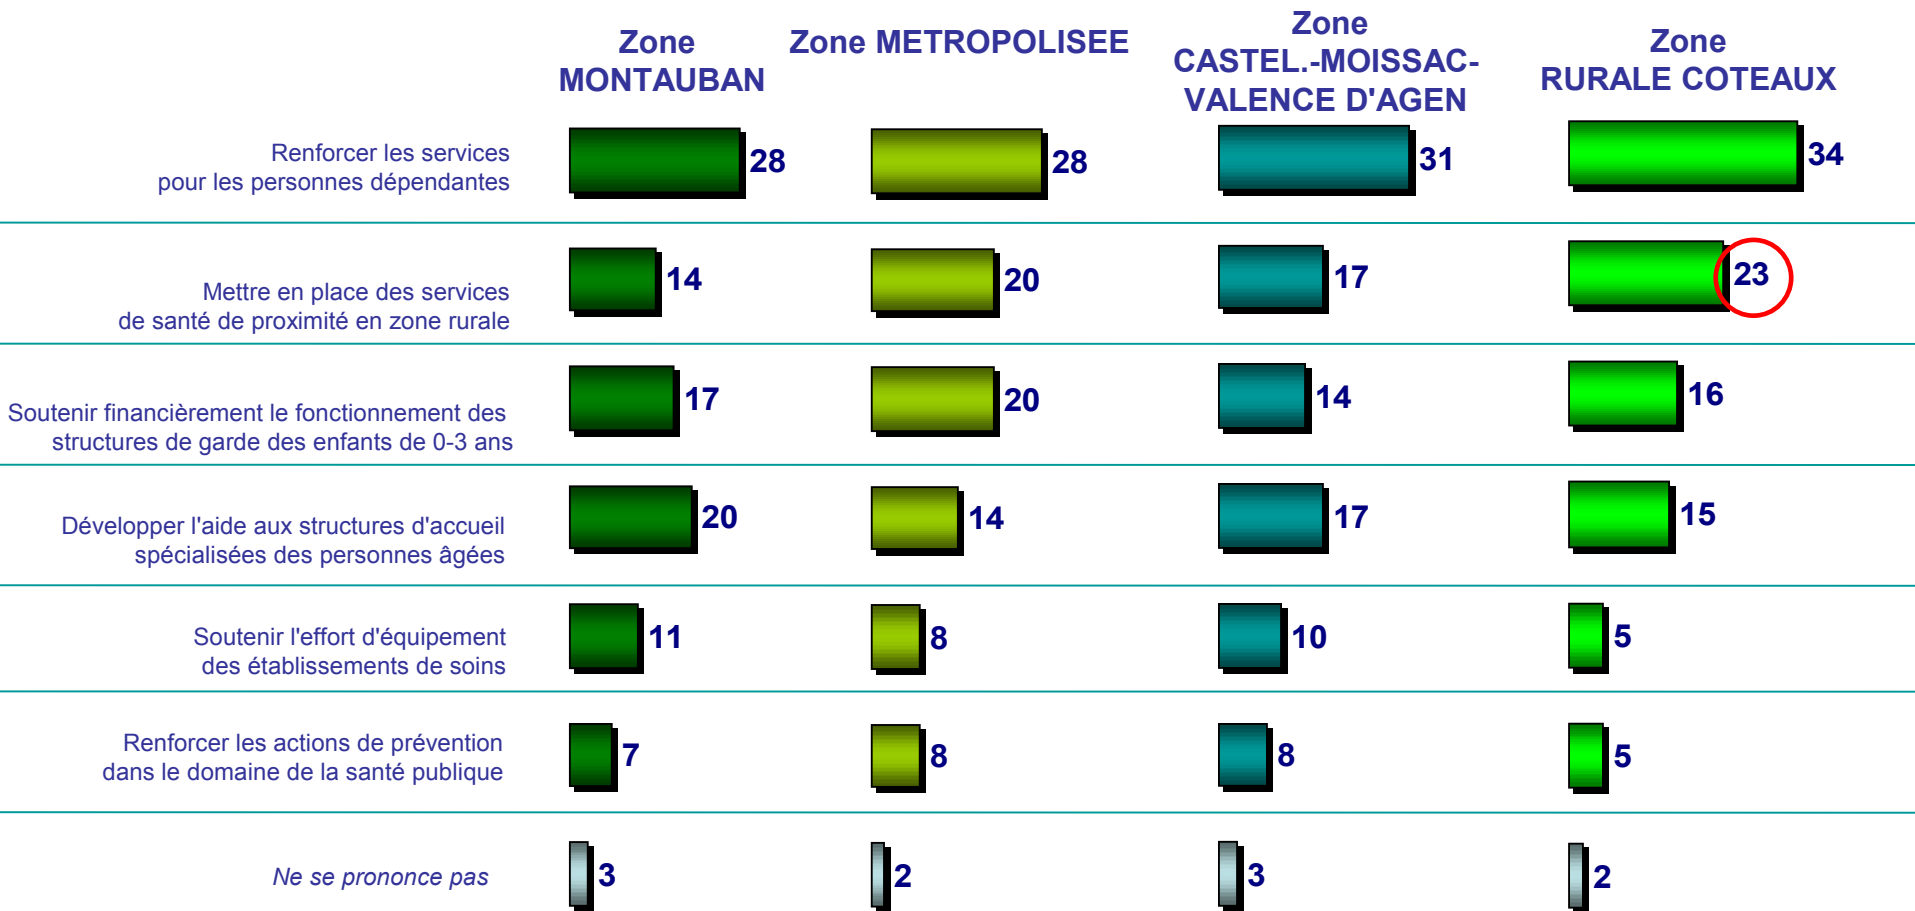 Zone
MONTAUBAN
Zone METROPOLISEE
Zone
CASTEL.-MOISSAC-
VALENCE D'AGEN
Zone
RURALE COTEAUX
Renforcer les services
pour les personnes dépendantes
28
28
31
34
Mettre en place des services
de santé de proximité en zone rurale
14
20
17
23
Soutenir financièrement le fonctionnement des
structures de garde des enfants de 0-3 ans
17
20
14
16
Développer l'aide aux structures d'accueil
spécialisées des personnes âgées
20
14
17
15
Soutenir l'effort d'équipement
des établissements de soins
11
8
10
5
Renforcer les actions de prévention
dans le domaine de la santé publique
7
8
8
5
Ne se prononce pas
3
2
3
2